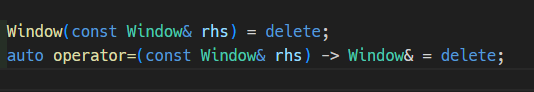 Window(const Window& rhs) = delete;
auto operator=(const Window& rhs) -> Window& = delete;